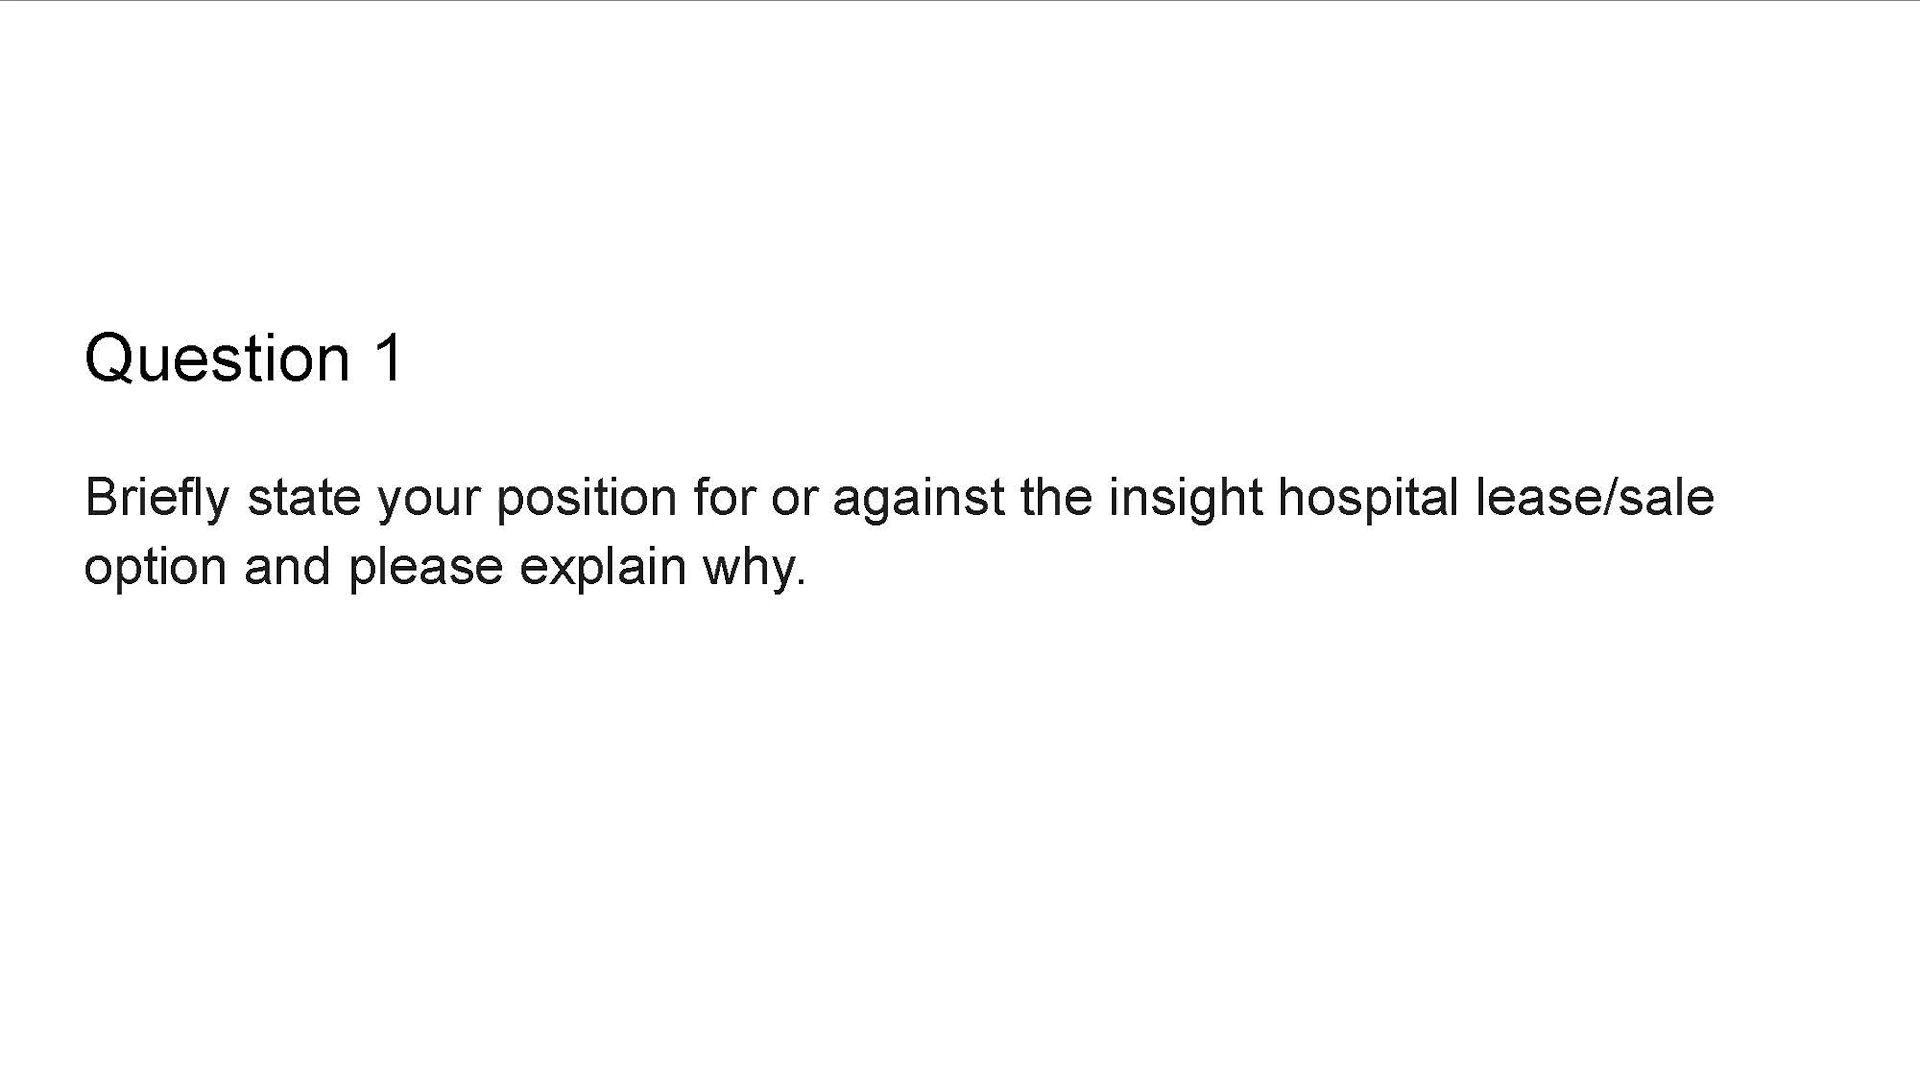 Question 1
Briefly state your position for or against the insight hospital lease/sale
option and please explain why.